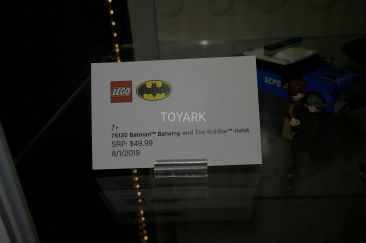 LEGO
TOYARK
7+
76120 Batman™ Batwing and The Riddler™ Heist
SRP: $49.99
8/1/2019
GCPD